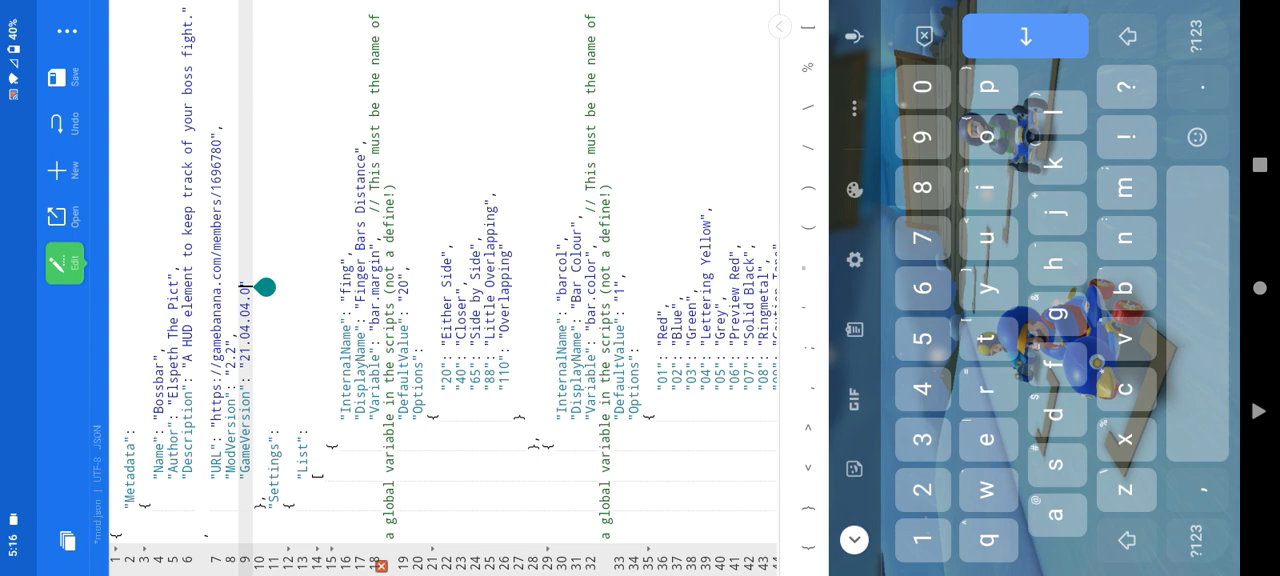 5:16
40%
Edit
Open
New
Undo
Save
*mod.json | UTF-8 JSON
1 {
2 "Metadata":
3 {
4 "Name": "Bossbar",
5 "Author": "Elspeth The Pict",
6 "Description": "A HUD element to keep track of your boss fight."
,
7 "URL": "https://gamebanana.com/members/1696780",
8 "ModVersion": "2.2",
9 "GameVersion": "21.04.04.0"
10 },
11 "Settings":
12 {
13 "List":
14 [
15 {
16 "InternalName": "fing",
17 "DisplayName": "Finger Bars Distance",
18 "Variable": "bar.margin", // This must be the name of
a global variable in the scripts (not a define!)
19 "DefaultValue": "20",
20 "Options":
21 {
22 "20": "Either Side",
23 "40": "Closer",
24 "65": "Side by Side",
25 "88": "Little Overlapping",
26 "110": "Overlapping"
27 }
28 },
29 {
30 "InternalName": "barcol",
31 "DisplayName": "Bar Colour",
32 "Variable": "bar.color", // This must be the name of
a global variable in the scripts (not a define!)
33 "DefaultValue": "1",
34 "Options":
35 {
36 "01": "Red",
37 "02": "Blue",
38 "03": "Green",
39 "04": "Lettering Yellow",
40 "05": "Grey",
41 "06": "Preview Red",
42 "07": "Solid Black",
43 "08": "Ringmetal",
44
{ } < > , ; : " ( ) / \ % [
GIF
1 2 3 4 5 6 7 8 9 0
q w e r t y u i o p
a s d f g h j k l
z x c v b n m ! ?
?123 , . ?123